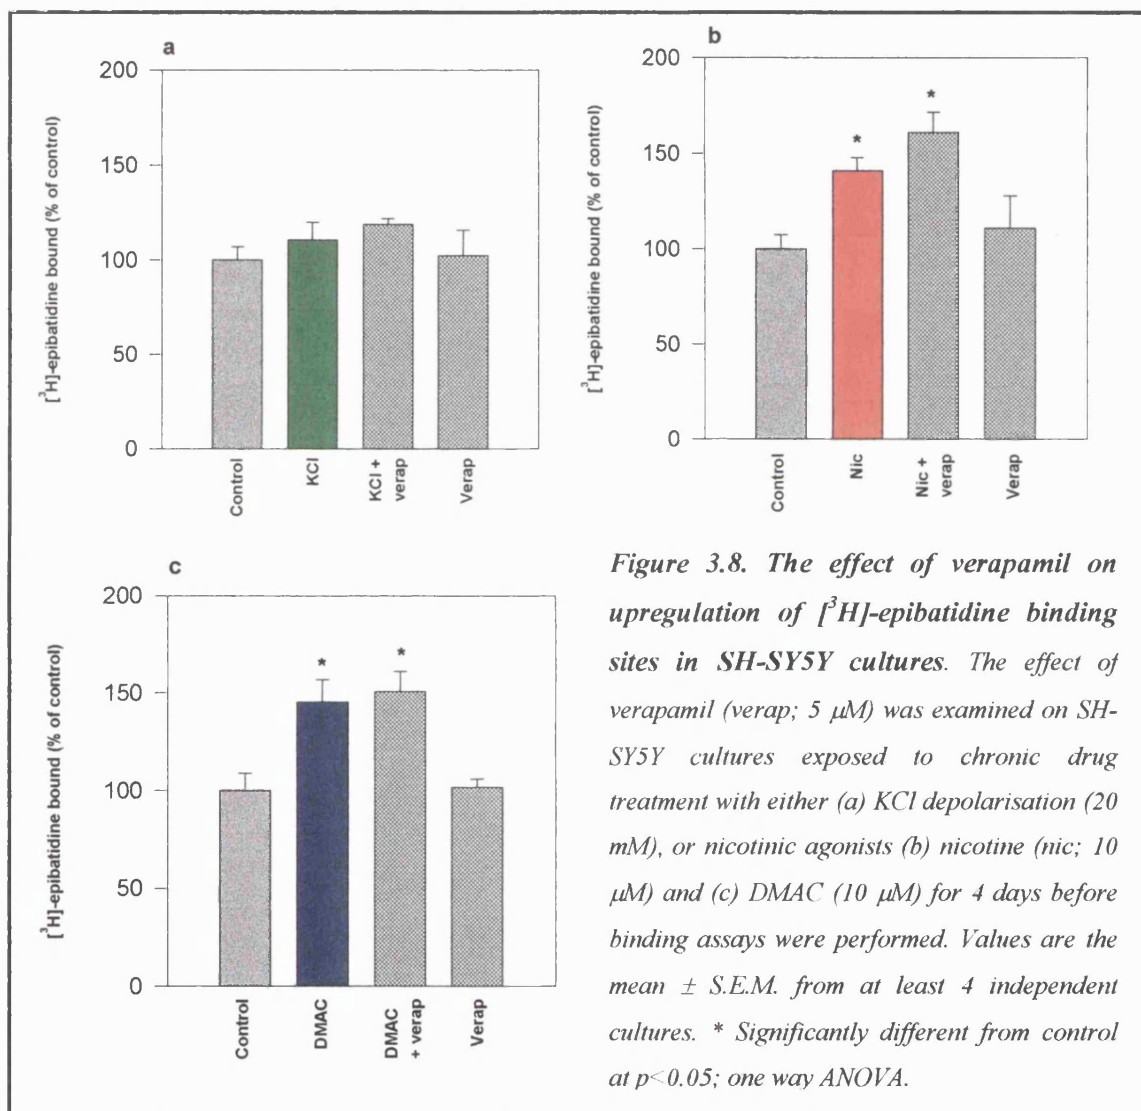 a
[³H]-epibatidine bound (% of control)
200
150
100
50
0
Control
KCl
KCl +
verap
Verap
b
[³H]-epibatidine bound (% of control)
200
150
100
50
0
*
*
Control
Nic
Nic +
verap
Verap
c
[³H]-epibatidine bound (% of control)
200
150
100
50
0
*
*
Control
DMAC
DMAC
+ verap
Verap
Figure 3.8. The effect of verapamil on
upregulation of [³H]-epibatidine binding
sites in SH-SY5Y cultures. The effect of
verapamil (verap; 5 µM) was examined on SH-
SY5Y cultures exposed to chronic drug
treatment with either (a) KCl depolarisation (20
mM), or nicotinic agonists (b) nicotine (nic; 10
µM) and (c) DMAC (10 µM) for 4 days before
binding assays were performed. Values are the
mean ± S.E.M. from at least 4 independent
cultures. * Significantly different from control
at p<0.05; one way ANOVA.